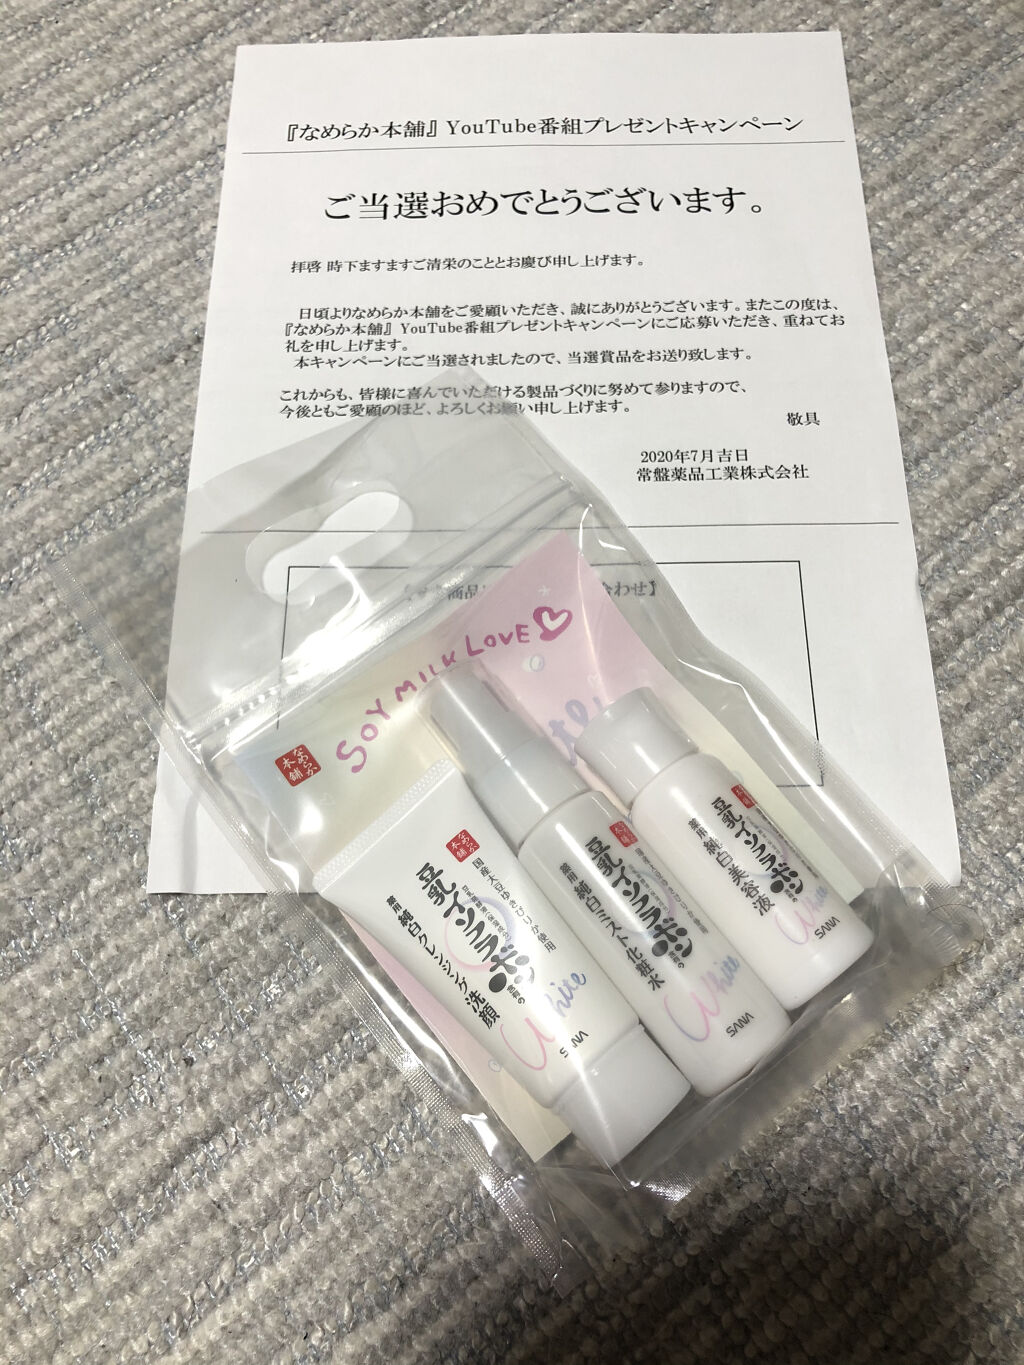 『なめらか本舗』 YouTube番組プレゼントキャンペーン
ご当選おめでとうございます。
拝啓 時下ますますご清栄のこととお慶び申し上げます。
日頃よりなめらか本舗をご愛顧いただき、誠にありがとうございます。またこの度は、
『なめらか本舗』 YouTube番組プレゼントキャンペーンにご応募いただき、重ねてお
礼を申し上げます。
本キャンペーンにご当選されましたので、当選賞品をお送り致します。
これからも、皆様に喜んでいただける製品づくりに努めて参りますので、
今後ともご愛顧のほど、よろしくお願い申し上げます。
敬具
2020年7月吉日
常盤薬品工業株式会社
SOY MILK LOVE
なめらか
本舗
なめらか
本舗
国産大豆ゆきぴりか使用
豆乳イソフラボン
薬用 純白クレンジング洗顔
White
SANA
豆乳イソフラボン
薬用 純白ミスト化粧水
White
SANA
本舗
豆乳イソフラボン
薬用 純白美容液
White
SANA